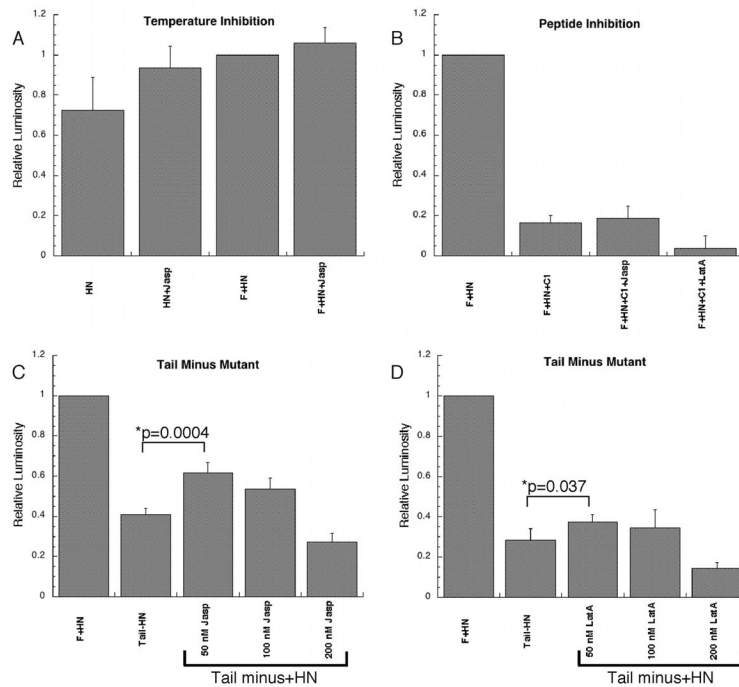 A
Temperature Inhibition
Relative Luminosity
1.2
1
0.8
0.6
0.4
0.2
0
HN
HN+Jasp
F+HN
F+HN+Jasp
B
Peptide Inhibition
Relative Luminosity
1.2
1
0.8
0.6
0.4
0.2
0
F+HN
F+HN+C1
F+HN+C1+Jasp
F+HN+C1+LatA
C
Tail Minus Mutant
Relative Luminosity
1.2
1
0.8
0.6
0.4
0.2
0
*p=0.0004
F+HN
Tail-HN
50 nM Jasp
100 nM Jasp
200 nM Jasp
Tail minus+HN
D
Tail Minus Mutant
Relative Luminosity
1.2
1
0.8
0.6
0.4
0.2
0
*p=0.037
F+HN
Tail-HN
50 nM LatA
100 nM LatA
200 nM LatA
Tail minus+HN